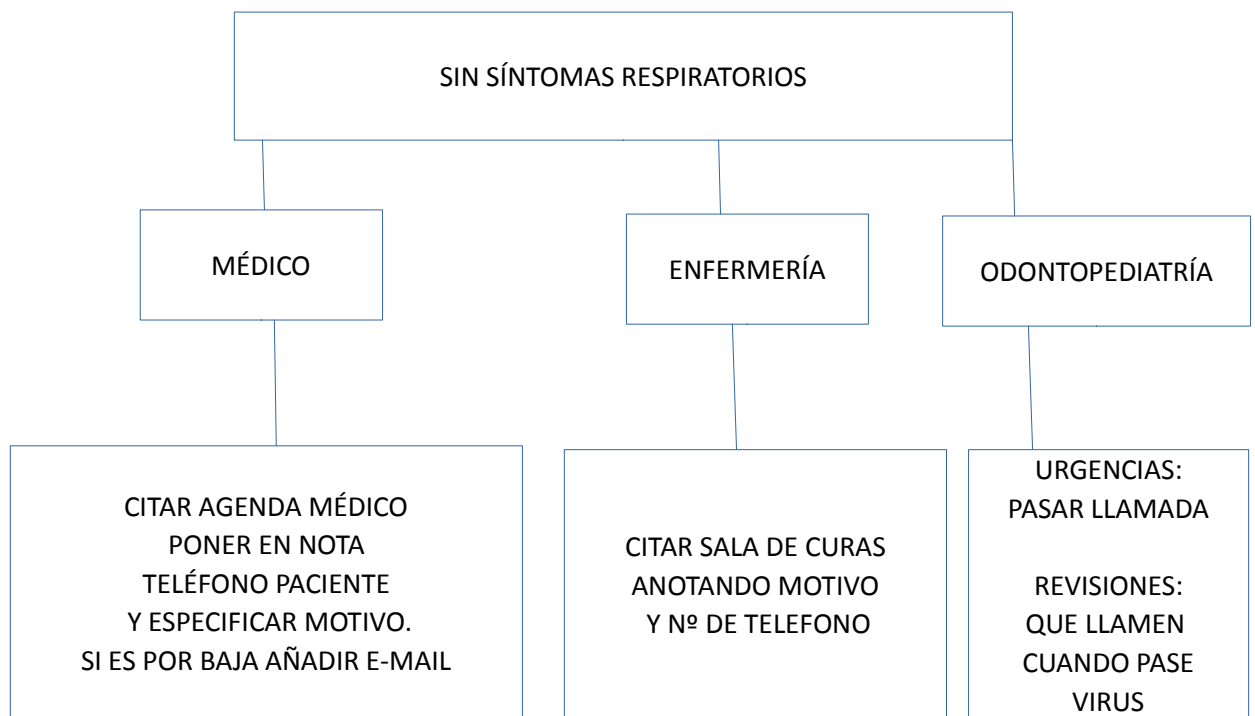 SIN SÍNTOMAS RESPIRATORIOS
MÉDICO
ENFERMERÍA
ODONTOPEDIATRÍA
CITAR AGENDA MÉDICO
PONER EN NOTA
TELÉFONO PACIENTE
Y ESPECIFICAR MOTIVO.
SI ES POR BAJA AÑADIR E-MAIL
CITAR SALA DE CURAS
ANOTANDO MOTIVO
Y Nº DE TELEFONO
URGENCIAS:
PASAR LLAMADA
REVISIONES:
QUE LLAMEN
CUANDO PASE
VIRUS